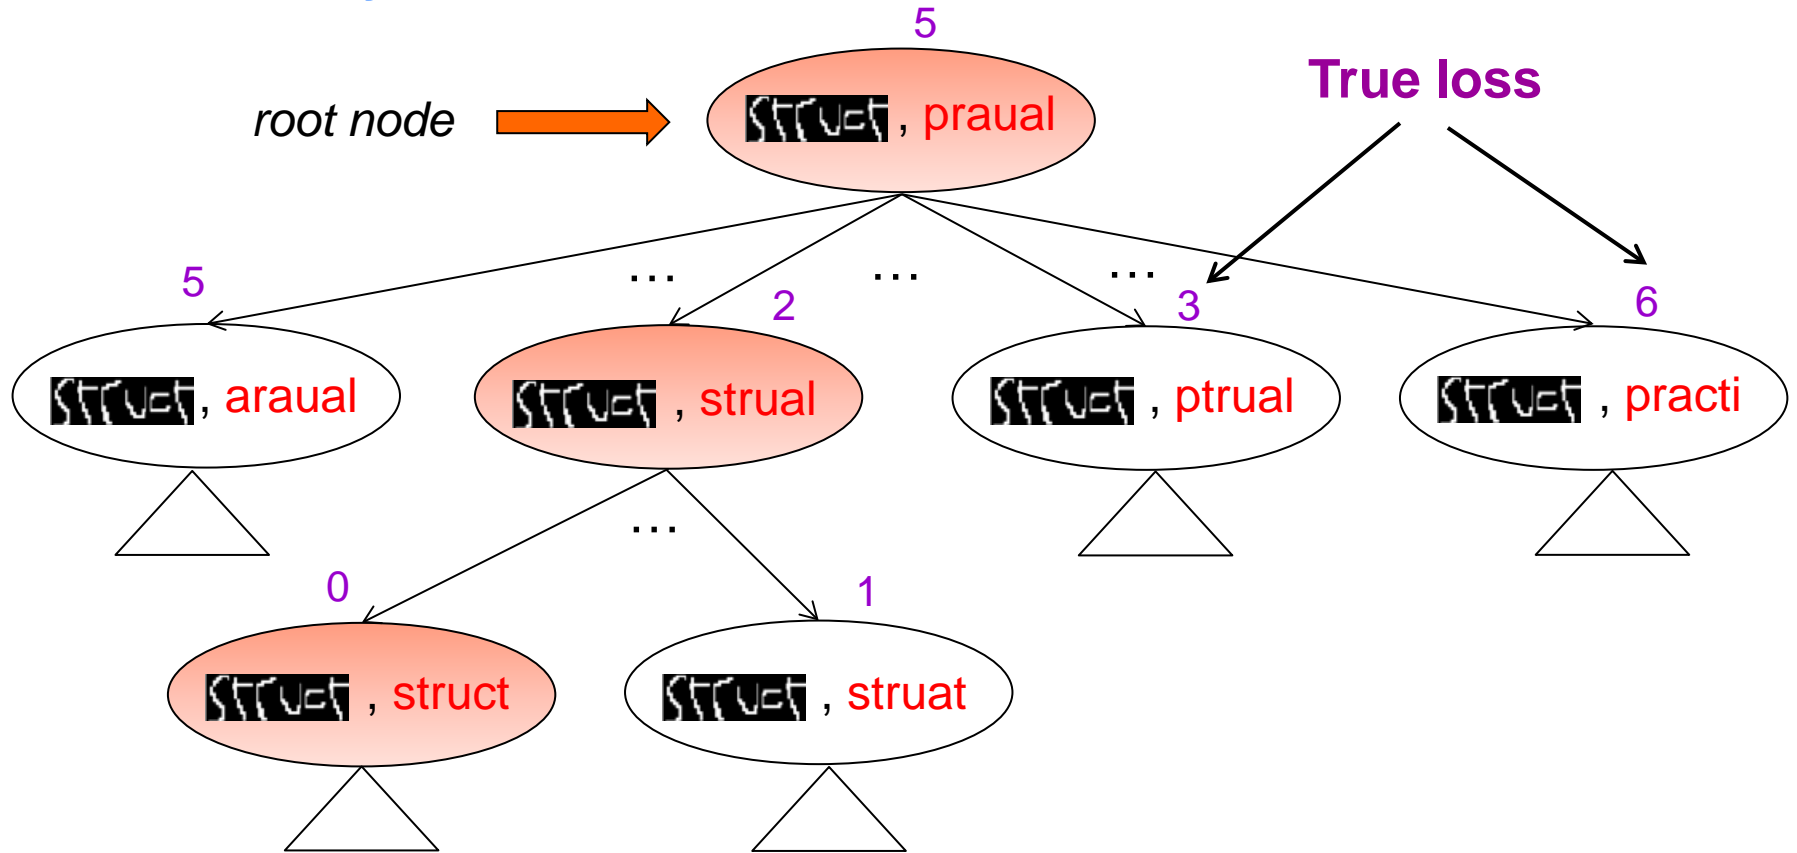 5
True loss
root node
struct , praual
... ... ...
5 2 3 6
struct , araual
struct , strual
struct , ptrual
struct , practi
...
0 1
struct , struct
struct , struat